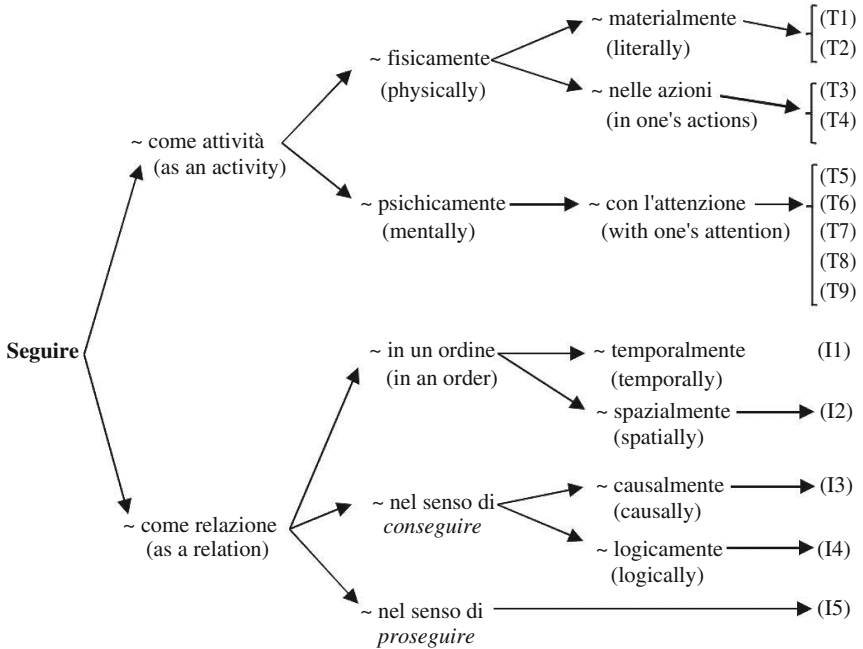 ~ materialmente
(literally)
(T1)
(T2)
~ fisicamente
(physically)
~ nelle azioni
(in one's actions)
(T3)
(T4)
~ come attività
(as an activity)
~ psichicamente
(mentally)
~ con l'attenzione
(with one's attention)
(T5)
(T6)
(T7)
(T8)
(T9)
Seguire
~ in un ordine
(in an order)
~ temporalmente
(temporally)
(I1)
~ spazialmente
(spatially)
(I2)
~ come relazione
(as a relation)
~ nel senso di
conseguire
~ causalmente
(causally)
(I3)
~ logicamente
(logically)
(I4)
~ nel senso di
proseguire
(I5)